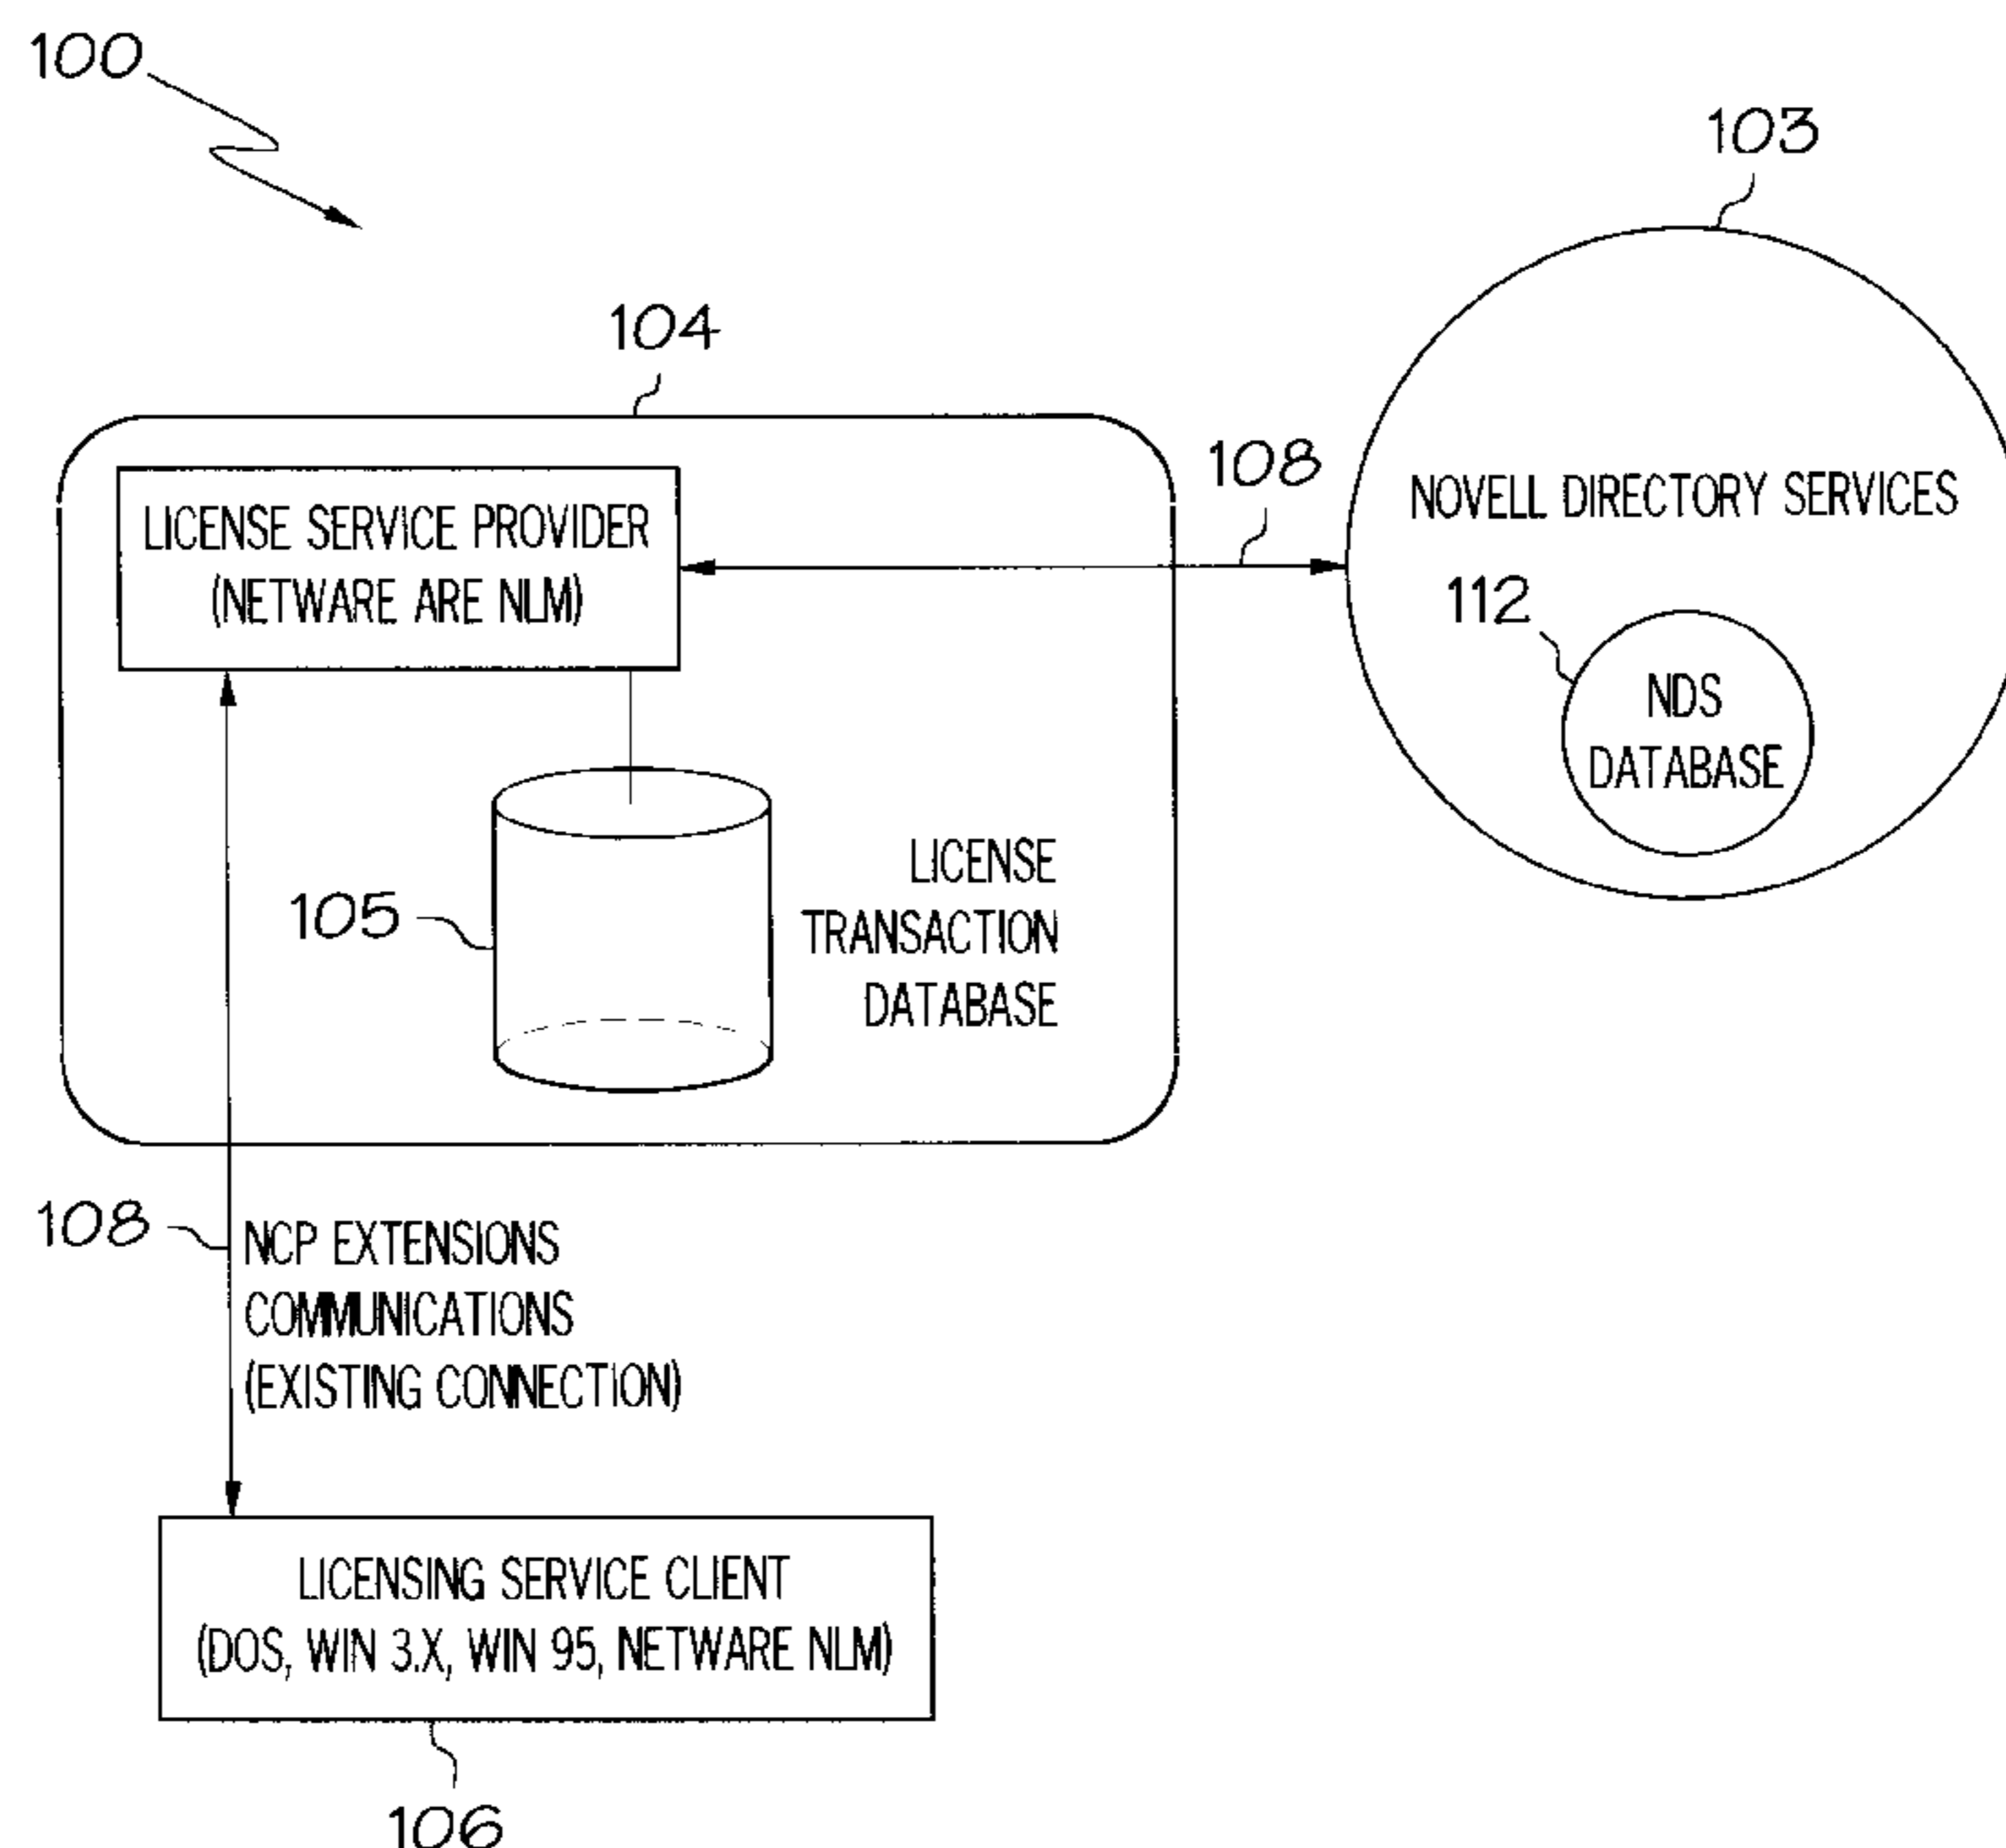 100
103
104
LICENSE SERVICE PROVIDER
(NETWARE ARE NLM)
108
NOVELL DIRECTORY SERVICES
112
NDS
DATABASE
105
LICENSE
TRANSACTION
DATABASE
108
NCP EXTENSIONS
COMMUNICATIONS
(EXISTING CONNECTION)
LICENSING SERVICE CLIENT
(DOS, WIN 3.X, WIN 95, NETWARE NLM)
106